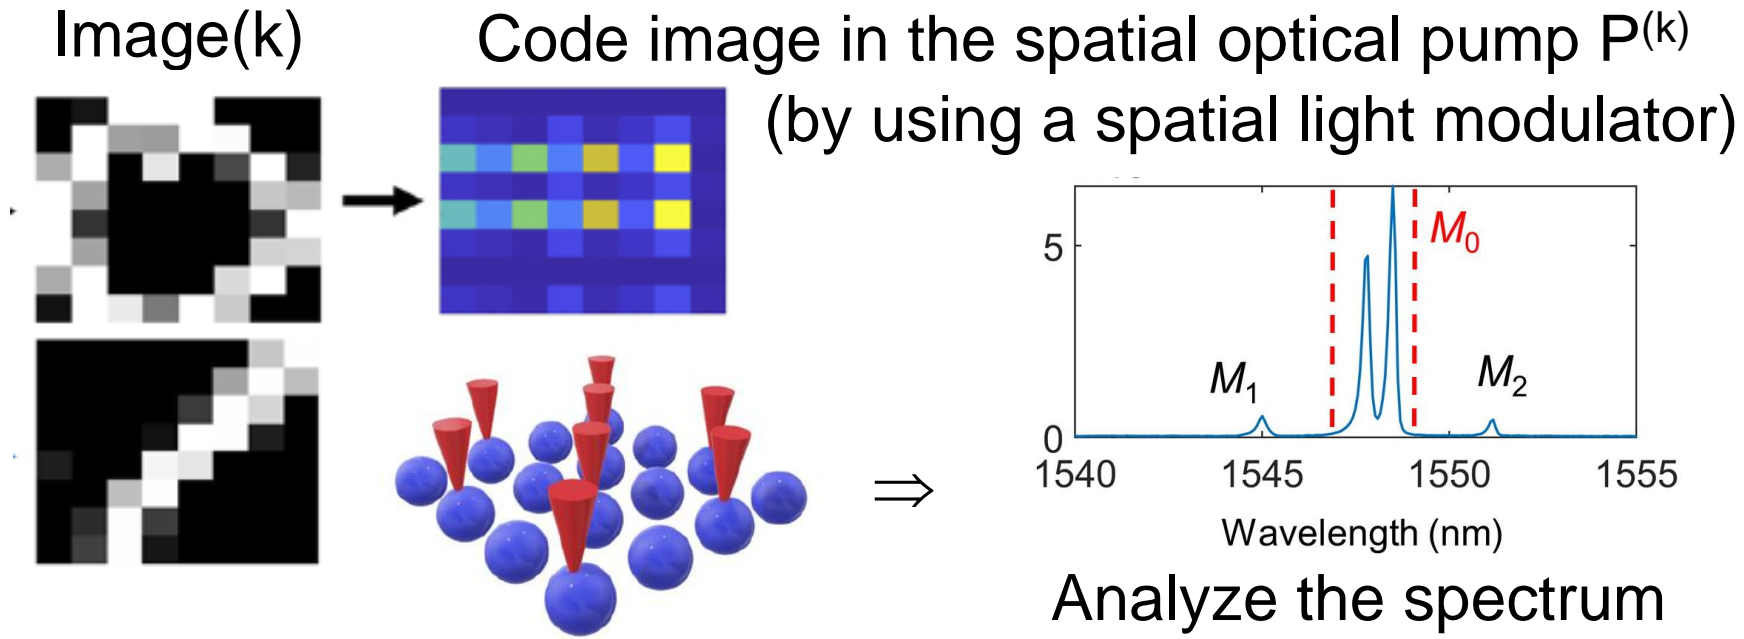 Image(k)
Code image in the spatial optical pump P(k)
(by using a spatial light modulator)
5
0
M0
M1
M2
1540 1545 1550 1555
Wavelength (nm)
⇒
Analyze the spectrum